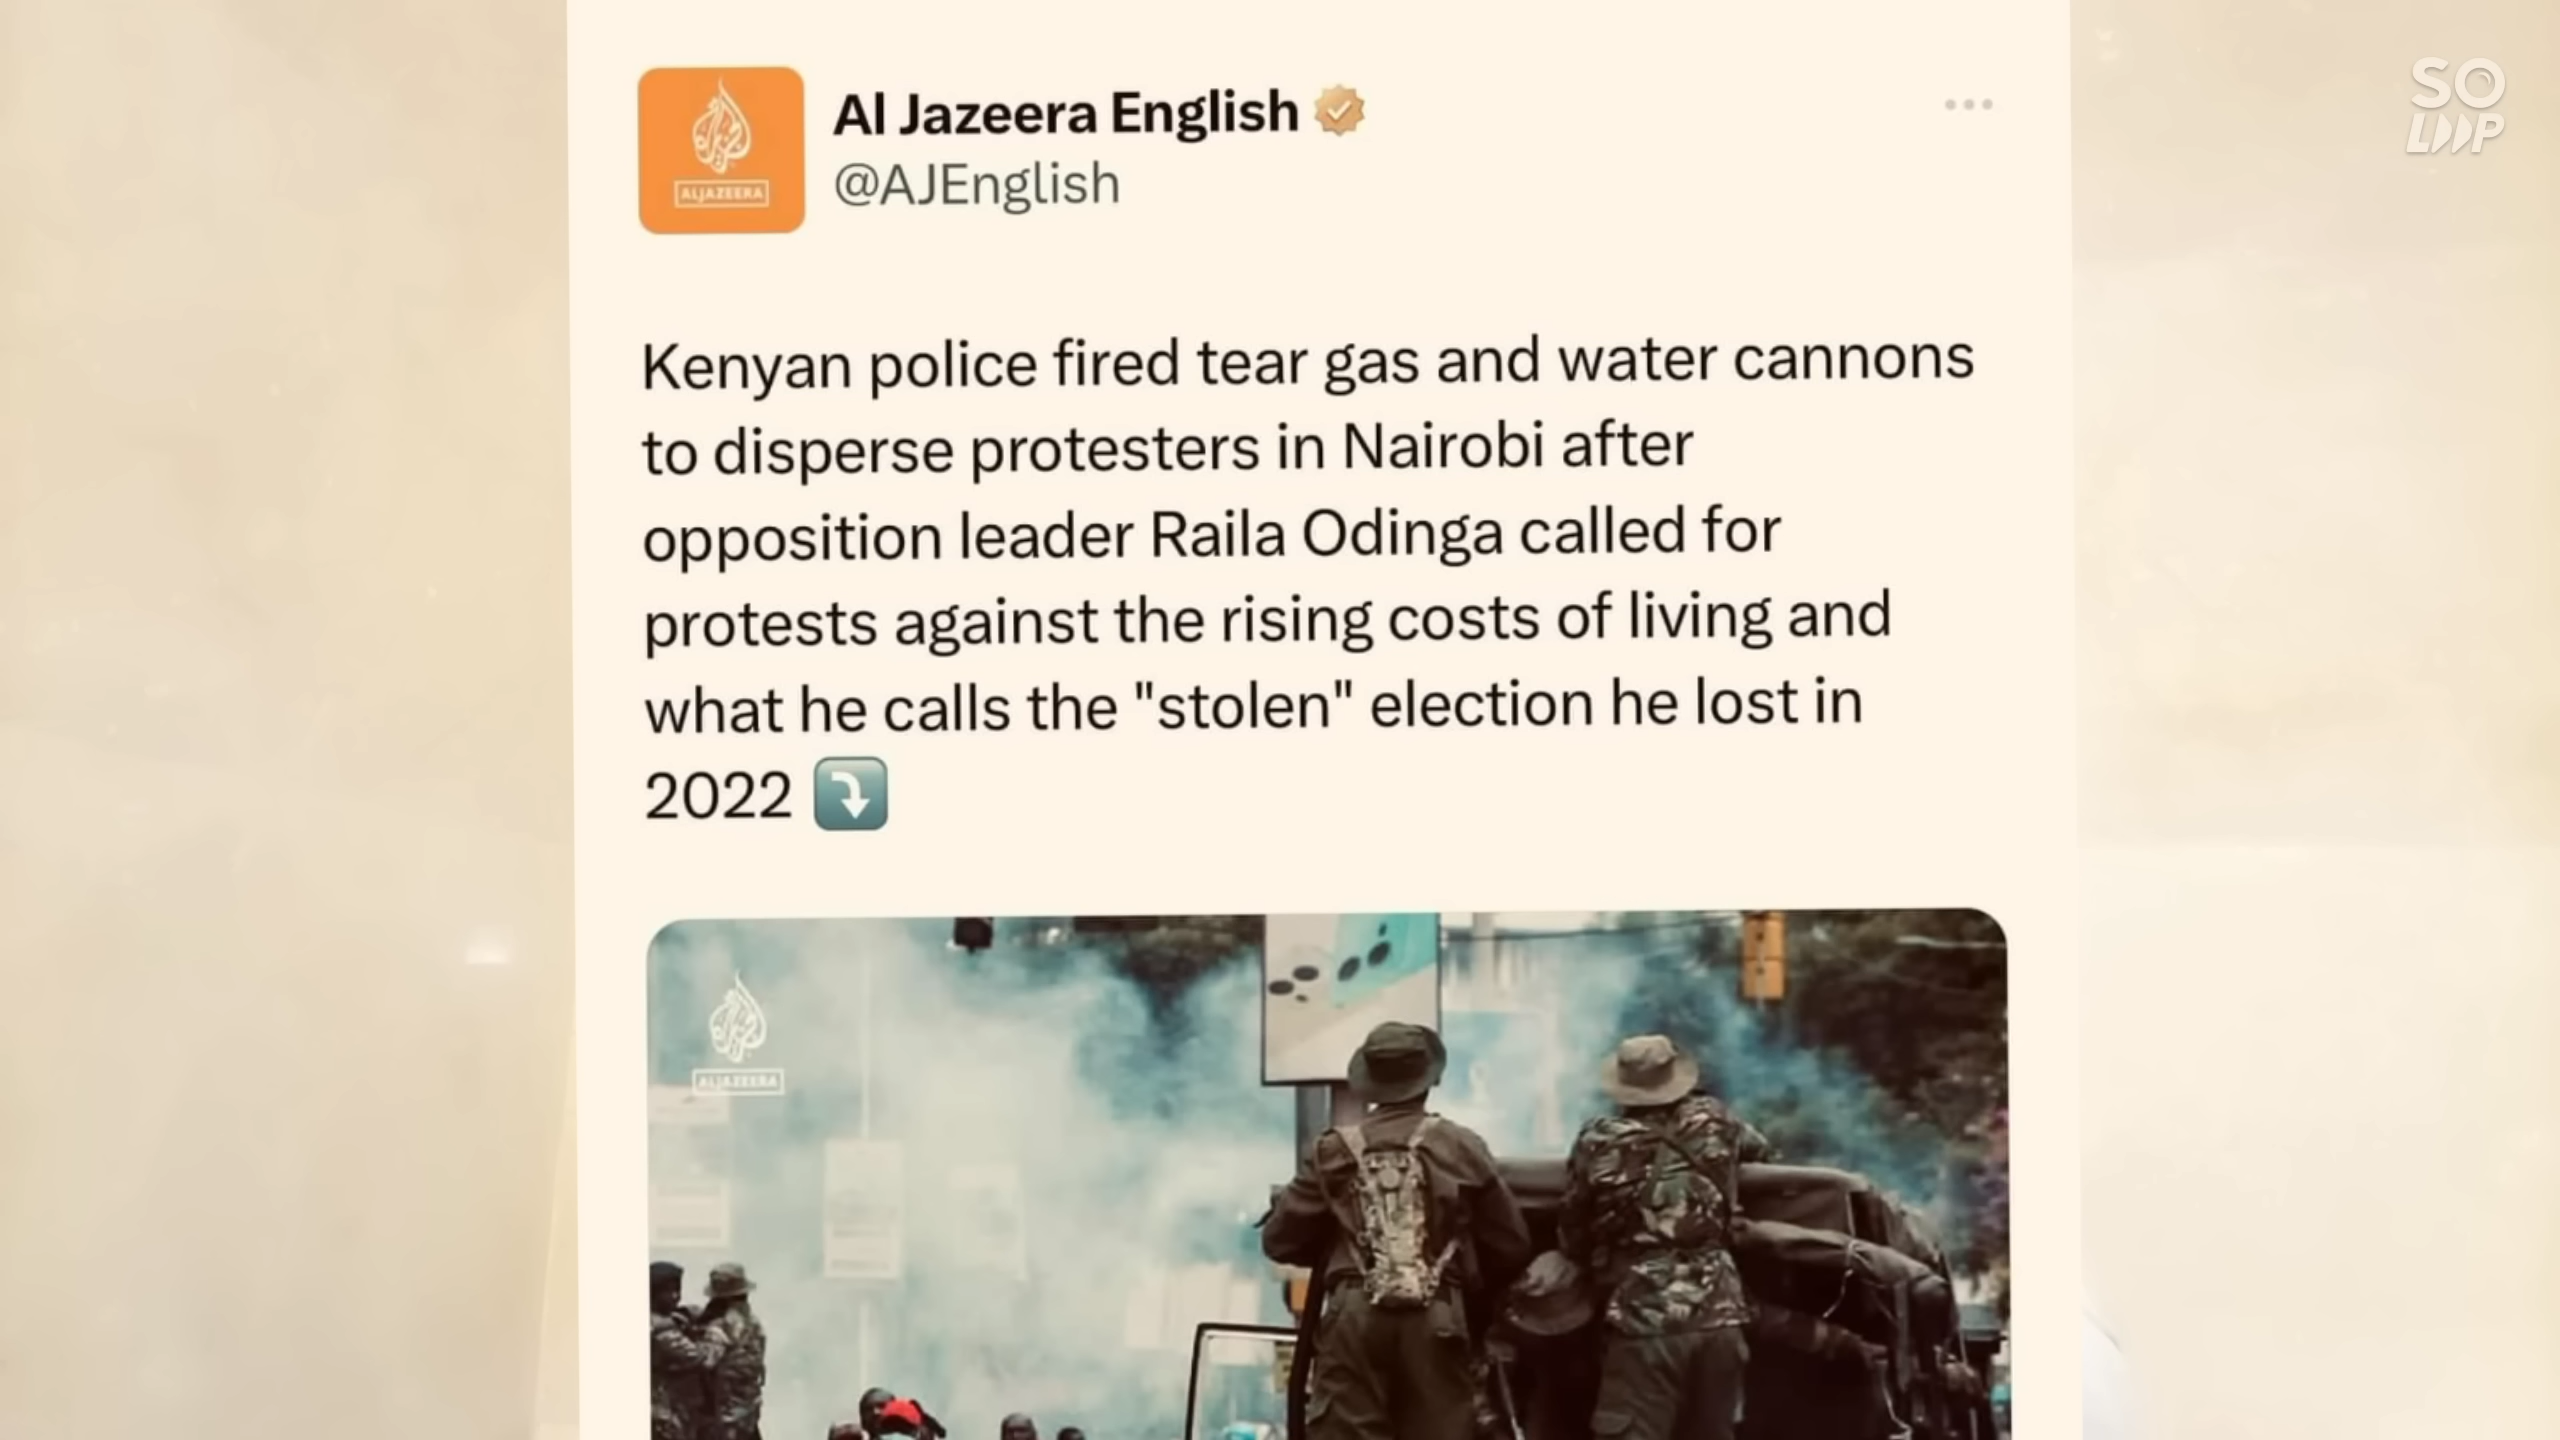 Al Jazeera English
@AJEnglish
SO
LOOP
ALJAZEERA
Kenyan police fired tear gas and water cannons
to disperse protesters in Nairobi after
opposition leader Raila Odinga called for
protests against the rising costs of living and
what he calls the "stolen" election he lost in
2022
ALJAZEERA